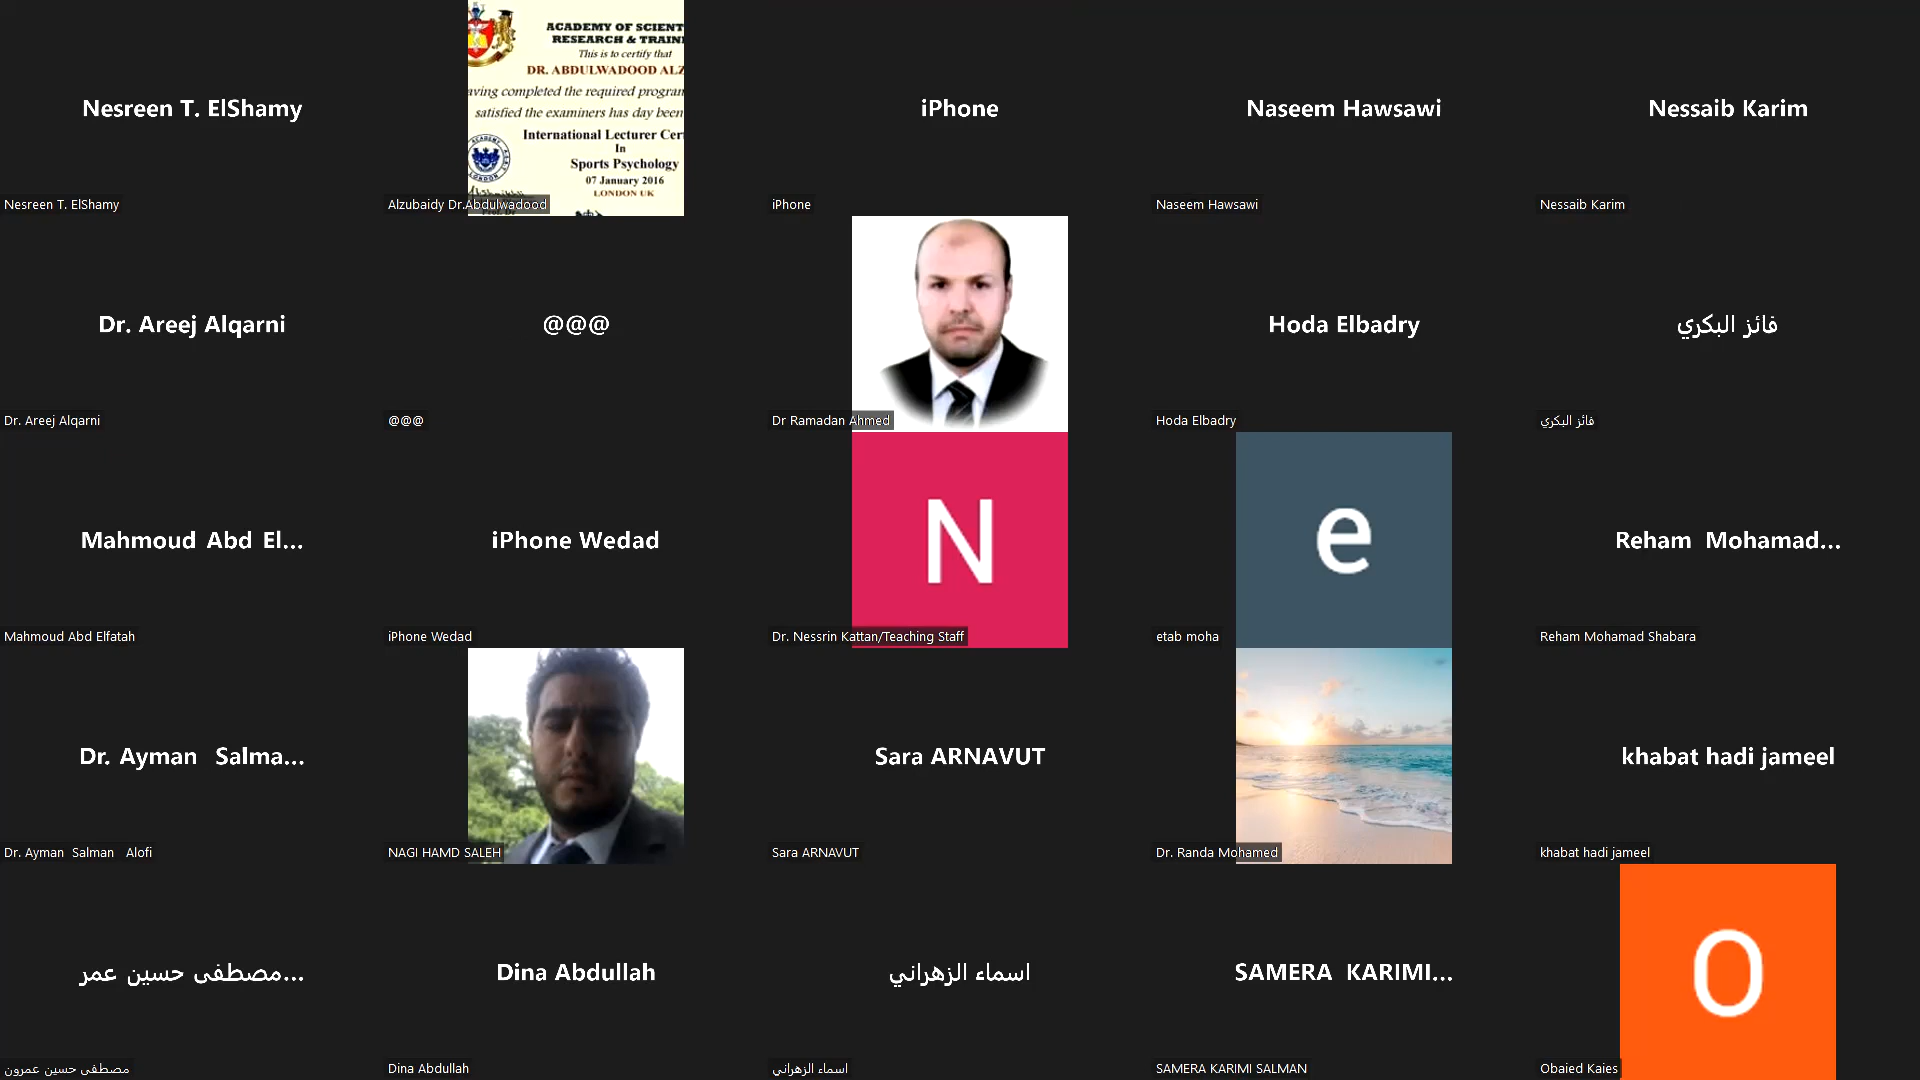 Nesreen T. ElShamy
Nesreen T. ElShamy
ACADEMY OF SCIENT
RESEARCH & TRAINI
This is to certify that
DR. ABDULWADOOD ALZ
aving completed the required program
satisfied the examiners has day been
International Lecturer Cer
In
Sports Psychology
07 January 2016
LONDON UK
Alzubaidy Dr.Abdulwadood
iPhone
iPhone
Naseem Hawsawi
Naseem Hawsawi
Nessaib Karim
Nessaib Karim
Dr. Areej Alqarni
Dr. Areej Alqarni
@@@
@@@
Dr Ramadan Ahmed
Hoda Elbadry
Hoda Elbadry
فائز البكري
فائز البكري
Mahmoud Abd El...
Mahmoud Abd Elfatah
iPhone Wedad
iPhone Wedad
N
Dr. Nessrin Kattan/Teaching Staff
e
etab moha
Reham Mohamad...
Reham Mohamad Shabara
Dr. Ayman Salma...
Dr. Ayman Salman Alofi
NAGI HAMD SALEH
Sara ARNAVUT
Sara ARNAVUT
Dr. Randa Mohamed
khabat hadi jameel
khabat hadi jameel
مصطفى حسين عمر...
مصطفى حسين عمرون
Dina Abdullah
Dina Abdullah
اسماء الزهراني
اسماء الزهراني
SAMERA KARIMI...
SAMERA KARIMI SALMAN
O
Obaied Kaies